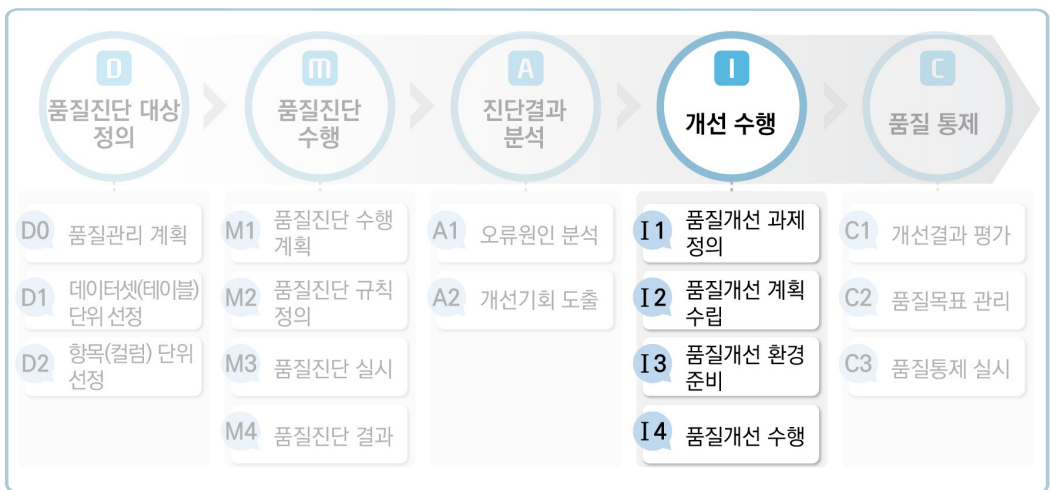 D
품질진단 대상
정의
M
품질진단
수행
A
진단결과
분석
I
개선 수행
C
품질 통제
D0 품질관리 계획
D1 데이터셋(테이블)
단위 선정
D2 항목(컬럼) 단위
선정
M1 품질진단 수행
계획
M2 품질진단 규칙
정의
M3 품질진단 실시
M4 품질진단 결과
A1 오류원인 분석
A2 개선기회 도출
I1 품질개선 과제
정의
I2 품질개선 계획
수립
I3 품질개선 환경
준비
I4 품질개선 수행
C1 개선결과 평가
C2 품질목표 관리
C3 품질통제 실시